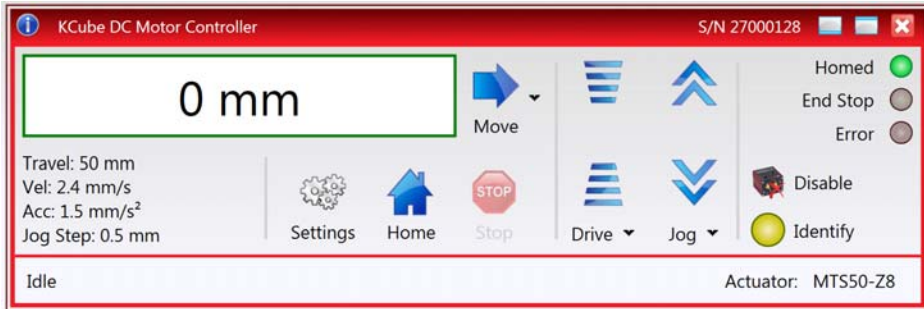 KCube DC Motor Controller
S/N 27000128
0 mm
Move
Homed
End Stop
Error
Travel: 50 mm
Vel: 2.4 mm/s
Acc: 1.5 mm/s²
Jog Step: 0.5 mm
Settings
Home
STOP
Stop
Drive
Jog
Disable
Identify
Idle
Actuator: MTS50-Z8